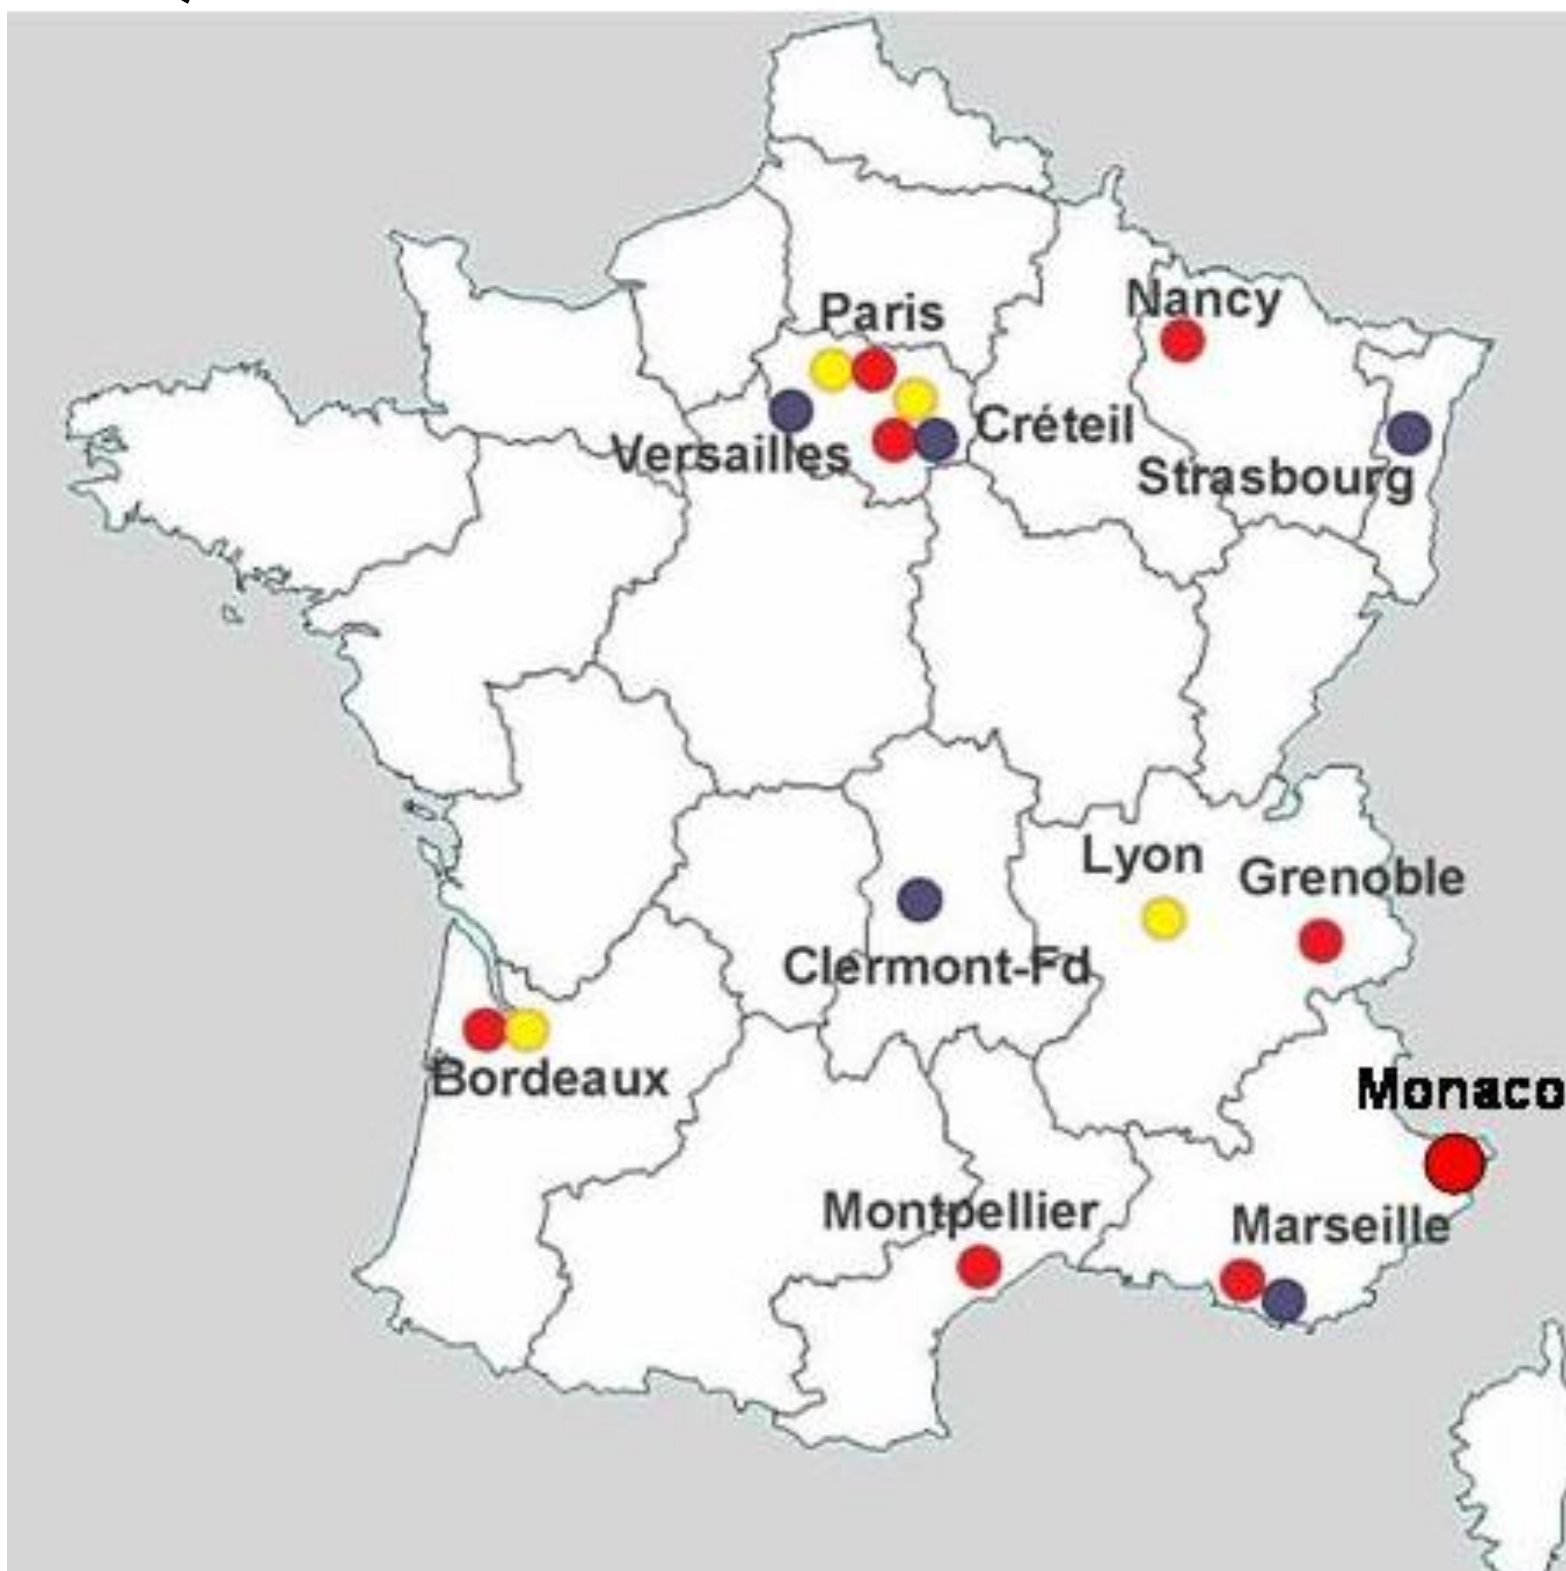 Paris
Nancy
Créteil
Versailles
Strasbourg
Lyon
Grenoble
Clermont-Fd
Bordeaux
Monaco
Montpellier
Marseille